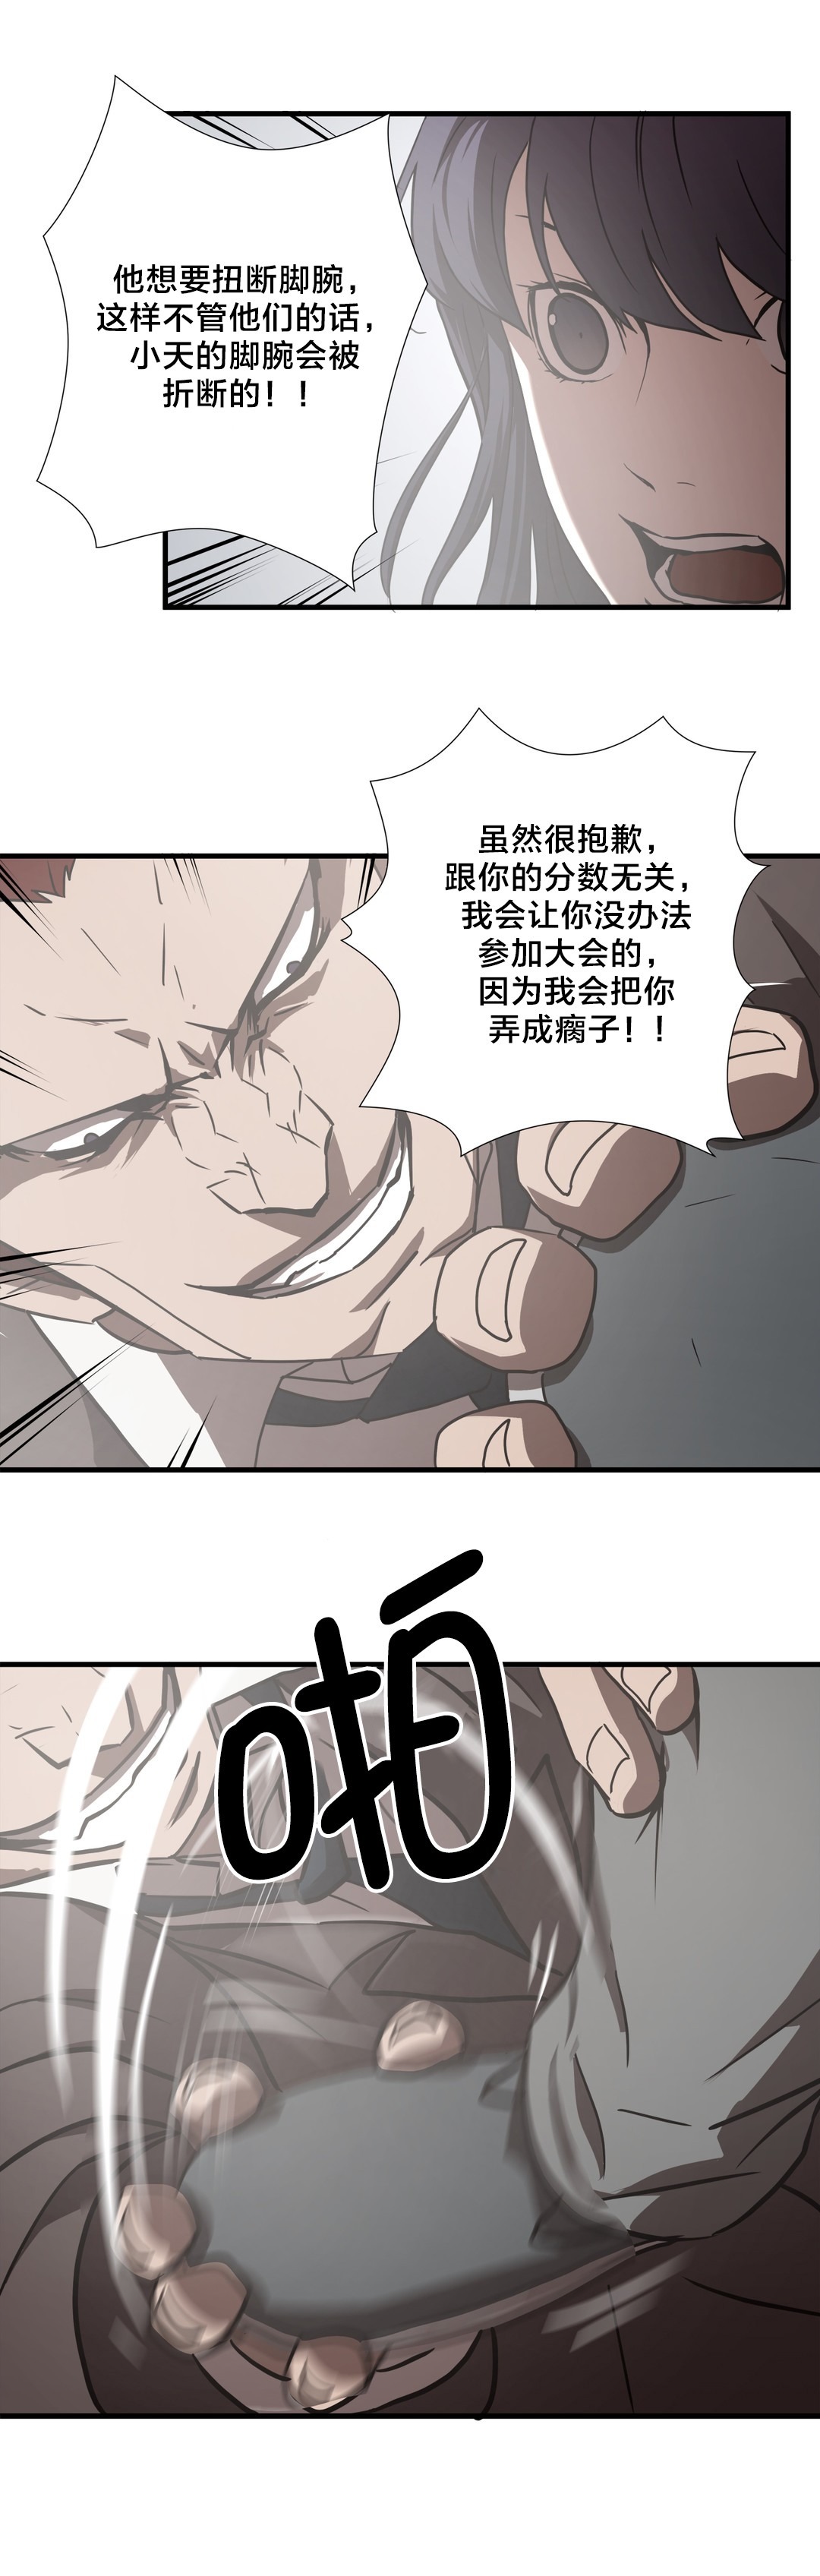 他想要扭断脚腕，
这样不管他们的话，
小天的脚腕会被
折断的！！
虽然很抱歉，
跟你的分数无关，
我会让你没办法
参加大会的，
因为我会把你
弄成瘸子！！
啪